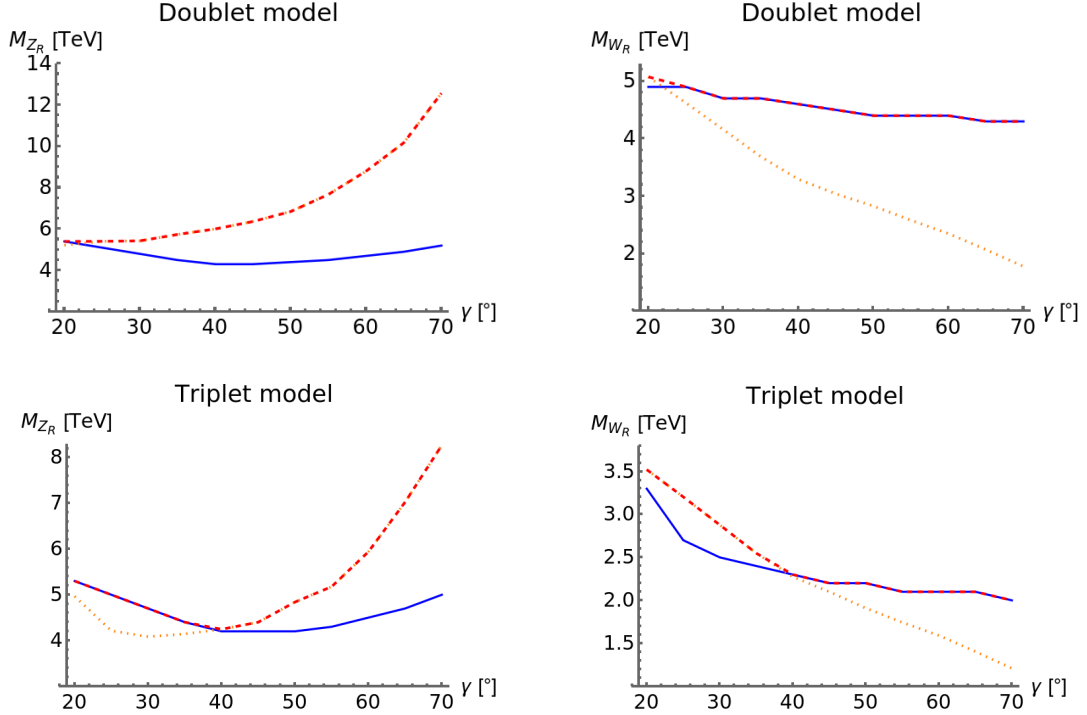 Doublet model
M_{Z_R} [TeV]
14
12
10
8
6
4
20 30 40 50 60 70 γ [°]
Doublet model
M_{W_R} [TeV]
5
4
3
2
20 30 40 50 60 70 γ [°]
Triplet model
M_{Z_R} [TeV]
8
7
6
5
4
20 30 40 50 60 70 γ [°]
Triplet model
M_{W_R} [TeV]
3.5
3.0
2.5
2.0
1.5
20 30 40 50 60 70 γ [°]